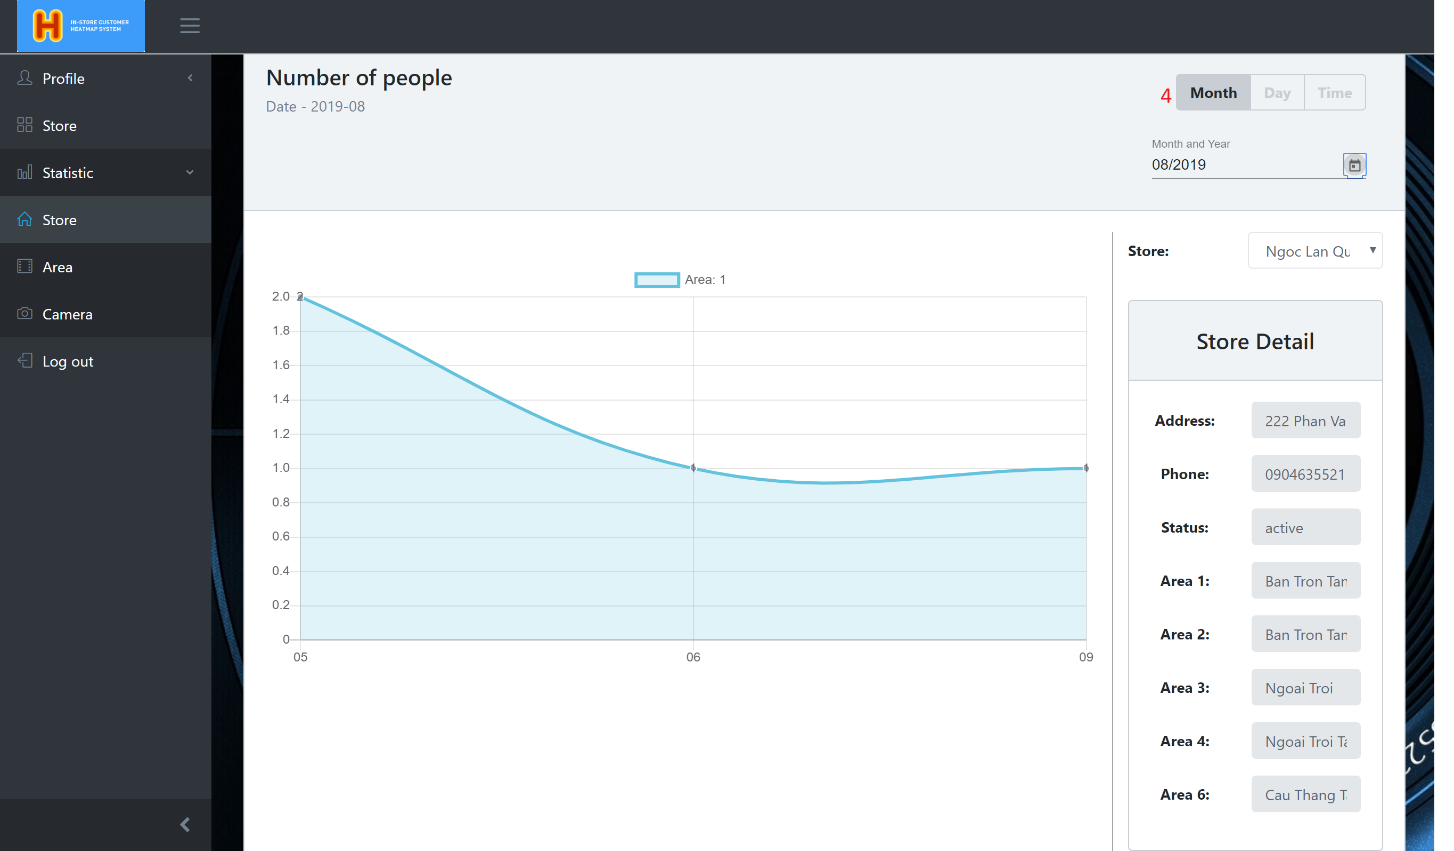 IN-STORE CUSTOMER
HEATMAP SYSTEM
Profile
Store
Statistic
Store
Area
Camera
Log out
Number of people
Date - 2019-08
4
Month
Day
Time
Month and Year
08/2019
Area: 1
2.0
1.8
1.6
1.4
1.2
1.0
0.8
0.6
0.4
0.2
0
2
05
06
09
Store:
Ngoc Lan Qu
Store Detail
Address:
222 Phan Va
Phone:
0904635521
Status:
active
Area 1:
Ban Tron Tan
Area 2:
Ban Tron Tan
Area 3:
Ngoai Troi
Area 4:
Ngoai Troi Ta
Area 6:
Cau Thang T